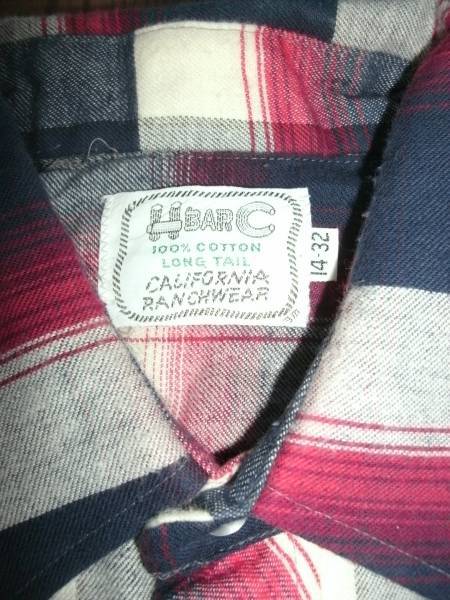 H BAR C
100% COTTON
LONG TAIL
CALIFORNIA
RANCHWEAR
14-32